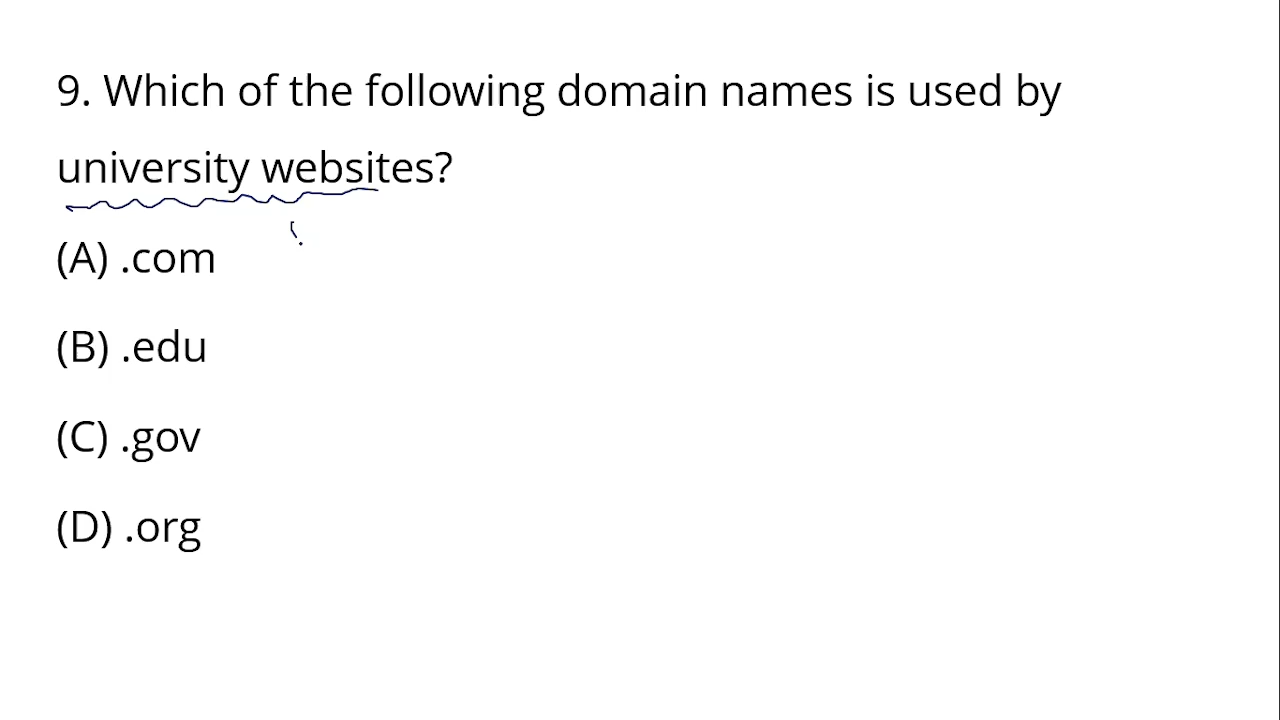 9. Which of the following domain names is used by
university websites?
(A) .com
(B) .edu
(C) .gov
(D) .org